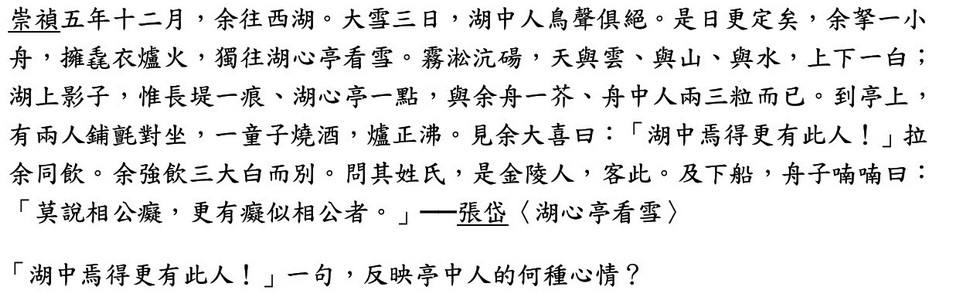 崇禎五年十二月，余往西湖。大雪三日，湖中人鳥聲俱絕。是日更定矣，余拏一小
舟，擁毳衣爐火，獨往湖心亭看雪。霧淞沆碭，天與雲、與山、與水，上下一白；
湖上影子，惟長堤一痕、湖心亭一點，與余舟一芥、舟中人兩三粒而已。到亭上，
有兩人鋪氈對坐，一童子燒酒，爐正沸。見余大喜曰：「湖中焉得更有此人！」拉
余同飲。余強飲三大白而別。問其姓氏，是金陵人，客此。及下船，舟子喃喃曰：
「莫說相公癡，更有癡似相公者。」──張岱〈湖心亭看雪〉
「湖中焉得更有此人！」一句，反映亭中人的何種心情？